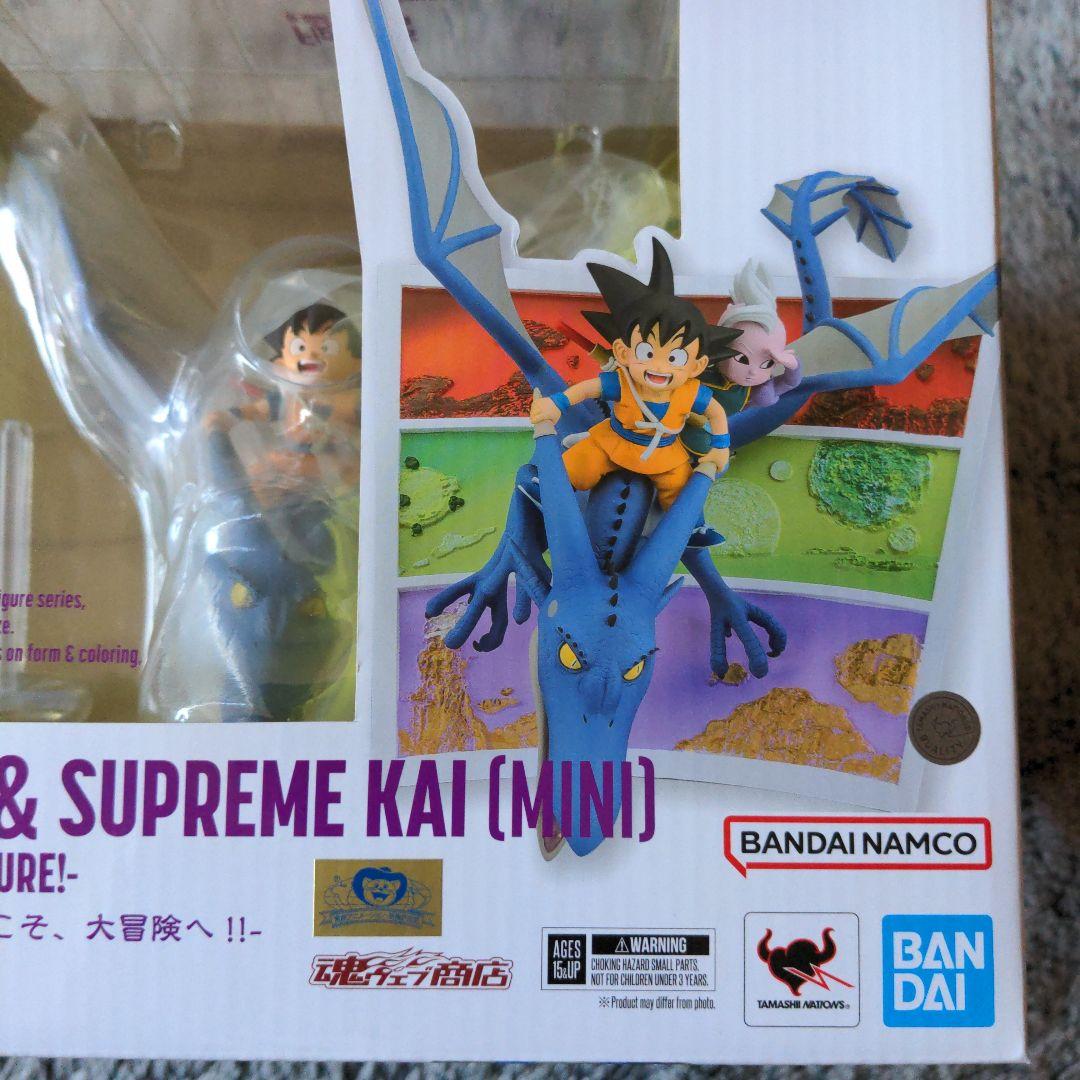 igure series,
ze.
s on form & coloring.
& SUPREME KAI (MINI)
URE!-
こそ、大冒険へ!!-
魂ウェブ商店
AGES
15&UP
WARNING
CHOKING HAZARD SMALL PARTS.
NOT FOR CHILDREN UNDER 3 YEARS.
※Product may differ from photo.
QUALITY
BANDAI NAMCO
TAMASHII NATIONS®
BAN
DAI